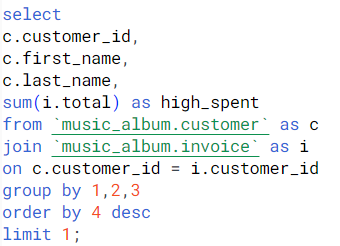 select
c.customer_id,
c.first_name,
c.last_name,
sum(i.total) as high_spent
from `music_album.customer` as c
join `music_album.invoice` as i
on c.customer_id = i.customer_id
group by 1,2,3
order by 4 desc
limit 1;